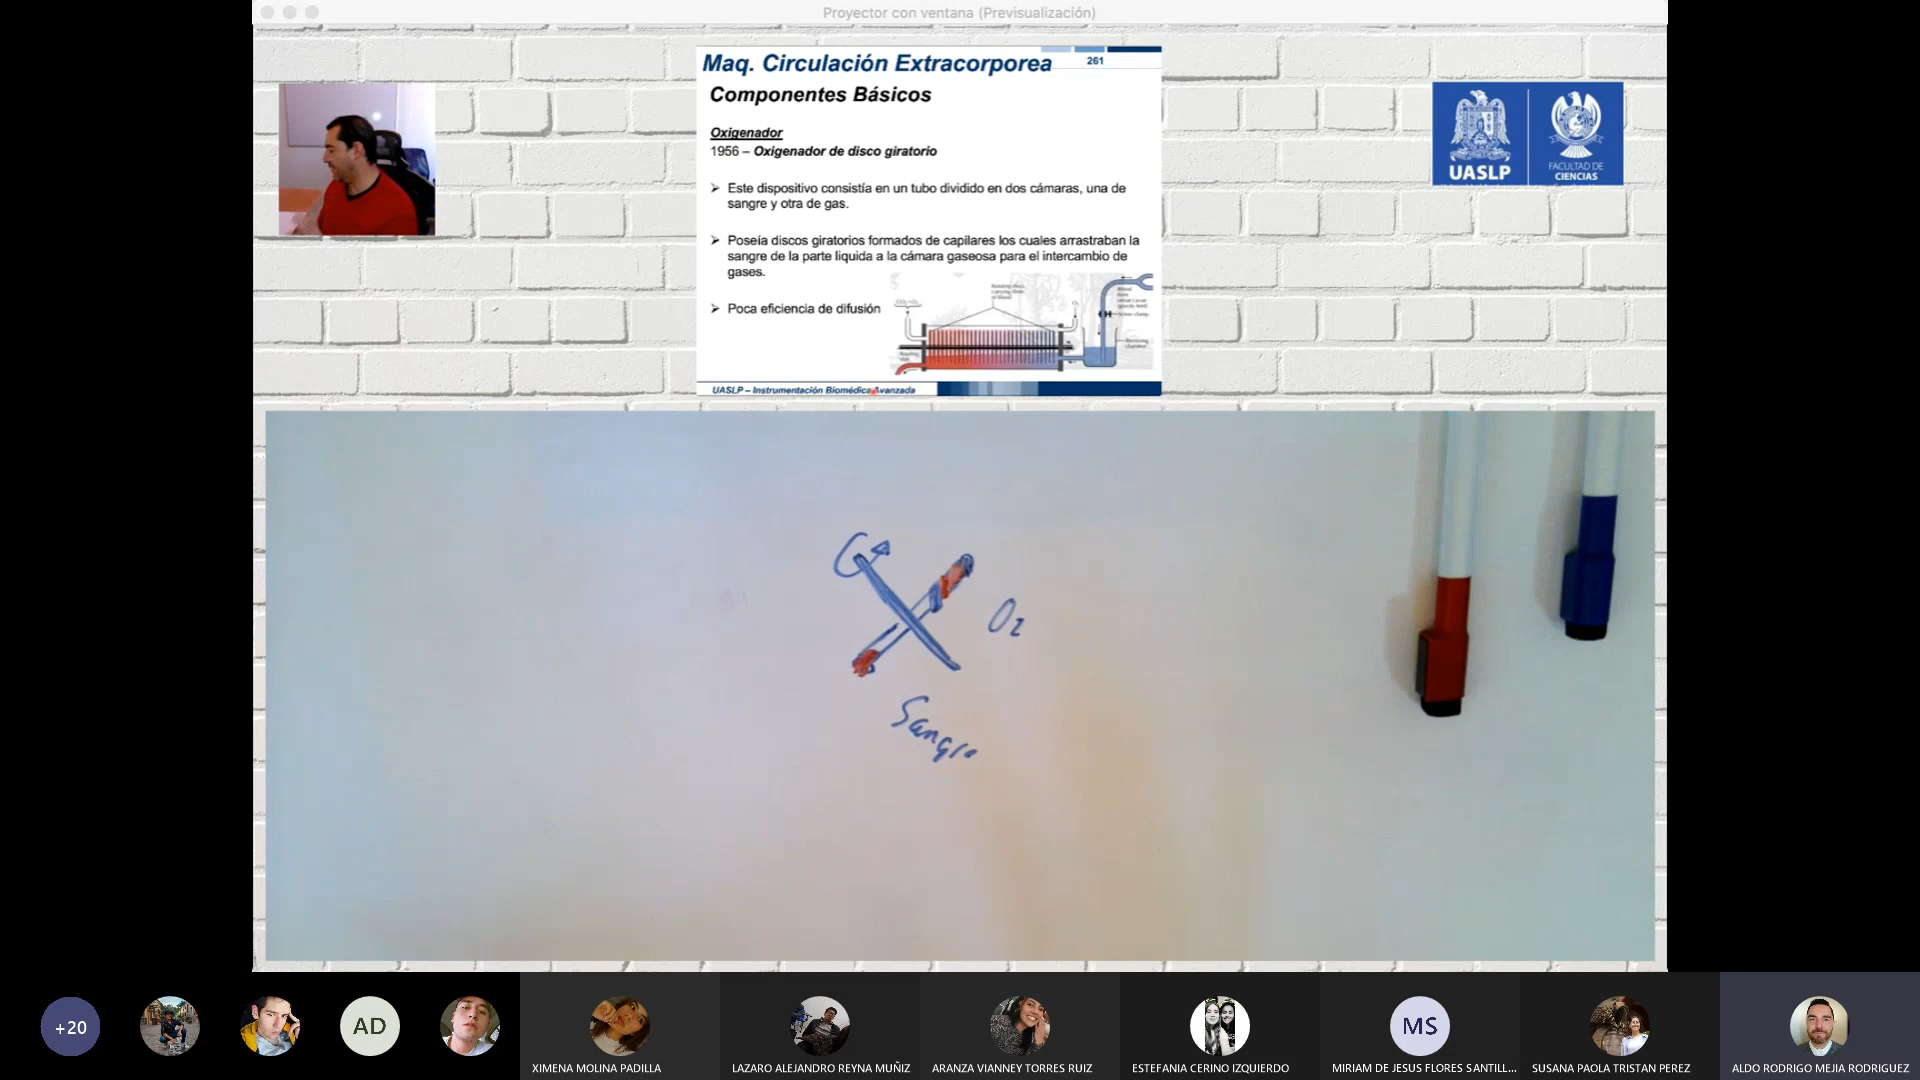 Proyector con ventana (Previsualización)
Maq. Circulación Extracorporea
261
Componentes Básicos
Oxigenador
1956 – Oxigenador de disco giratorio
➢ Este dispositivo consistía en un tubo dividido en dos cámaras, una de
sangre y otra de gas.
➢ Poseía discos giratorios formados de capilares los cuales arrastraban la
sangre de la parte liquida a la cámara gaseosa para el intercambio de
gases.
➢ Poca eficiencia de difusión
UASLP – Instrumentación Biomédica Avanzada
UASLP
FACULTAD DE
CIENCIAS
O2
Sangre
+20
AD
MS
XIMENA MOLINA PADILLA
LAZARO ALEJANDRO REYNA MUÑIZ
ARANZA VIANNEY TORRES RUIZ
ESTEFANIA CERINO IZQUIERDO
MIRIAM DE JESUS FLORES SANTILL...
SUSANA PAOLA TRISTAN PEREZ
ALDO RODRIGO MEJIA RODRIGUEZ